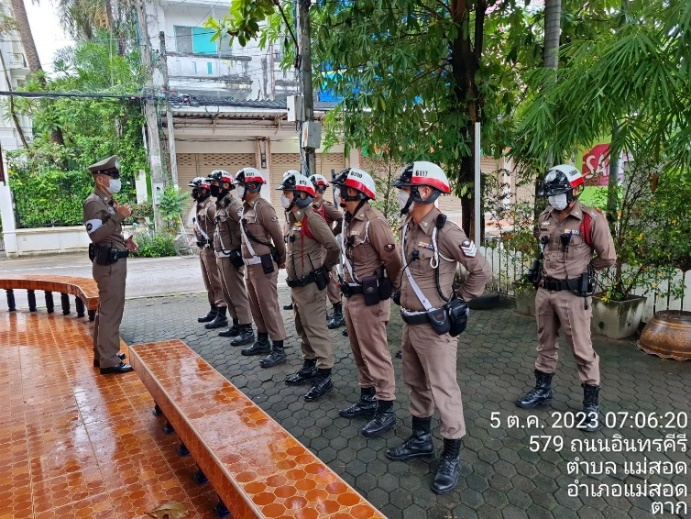 6117
SA
5 ต.ค. 2023 07:06:20
579 ถนนอินทรคีรี
ตำบล แม่สอด
อำเภอแม่สอด
ตาก